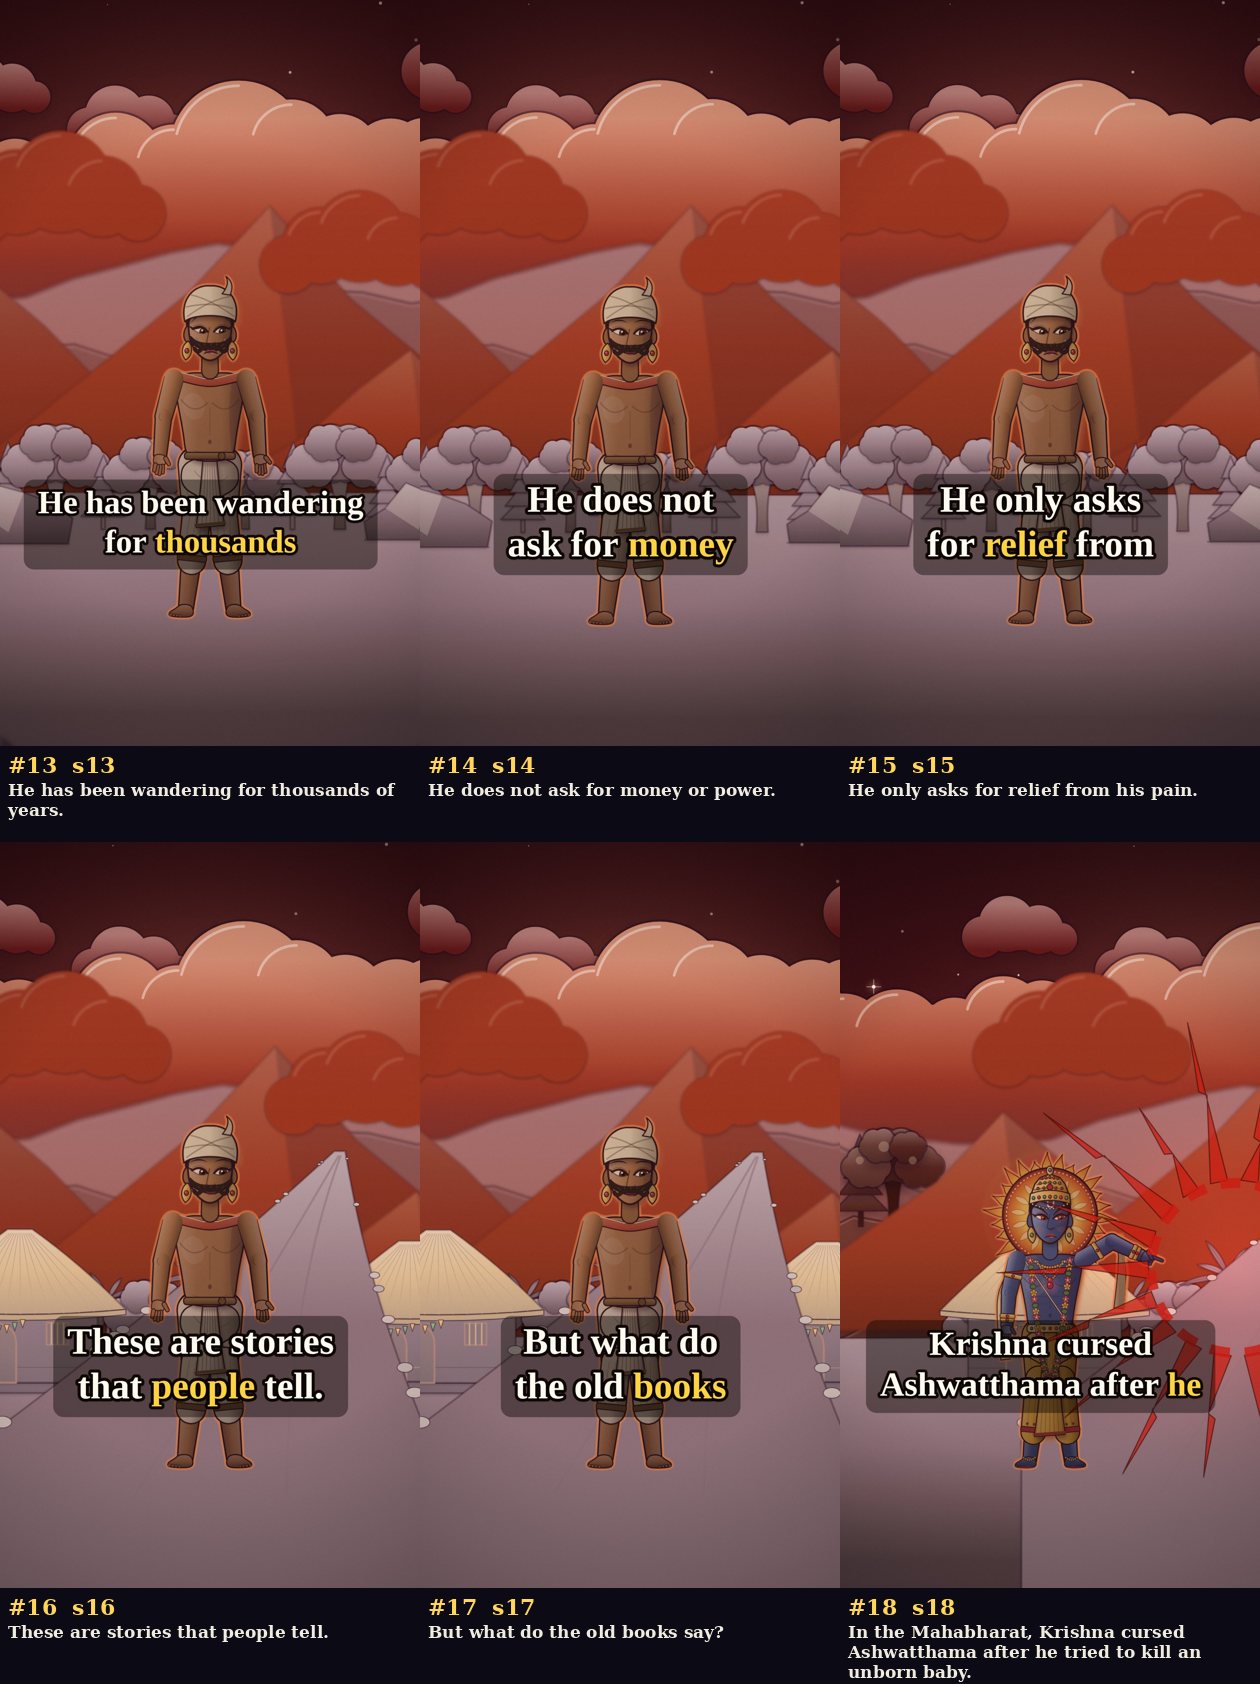 He has been wandering
for thousands
#13 s13
He has been wandering for thousands of
years.
He does not
ask for money
#14 s14
He does not ask for money or power.
He only asks
for relief from
#15 s15
He only asks for relief from his pain.
These are stories
that people tell.
#16 s16
These are stories that people tell.
But what do
the old books
#17 s17
But what do the old books say?
Krishna cursed
Ashwatthama after he
#18 s18
In the Mahabharat, Krishna cursed
Ashwatthama after he tried to kill an
unborn baby.